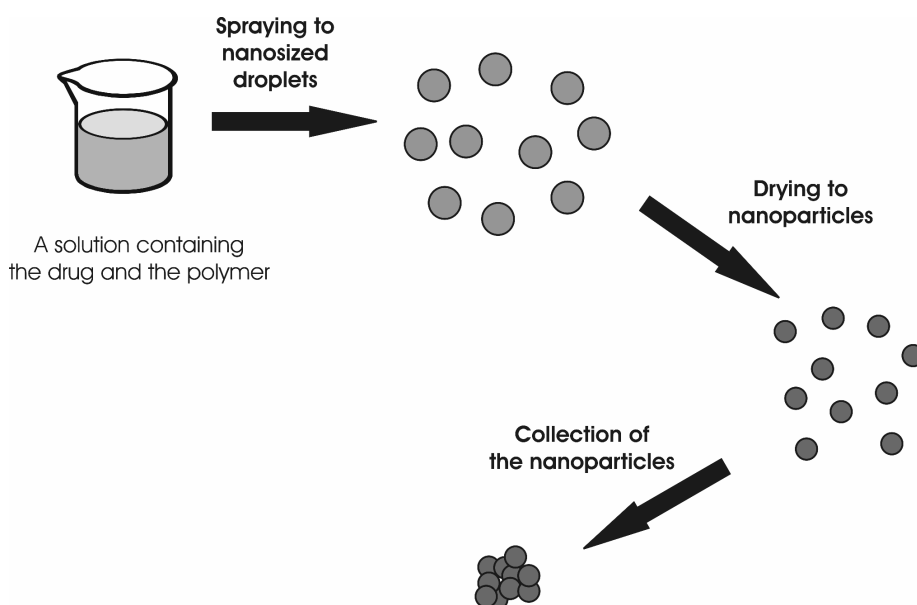 Spraying to
nanosized
droplets
A solution containing
the drug and the polymer
Drying to
nanoparticles
Collection of
the nanoparticles